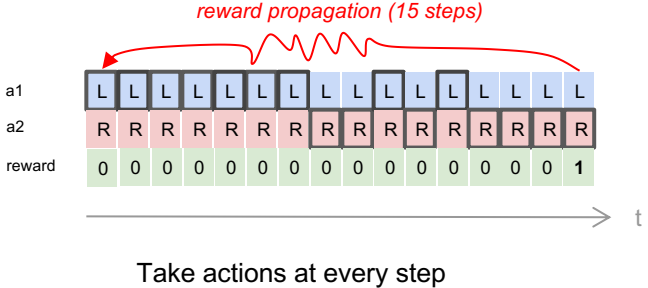 reward propagation (15 steps)
a1 L L L L L L L L L L L L L L L L
a2 R R R R R R R R R R R R R R R R
reward 0 0 0 0 0 0 0 0 0 0 0 0 0 0 0 1
t
Take actions at every step